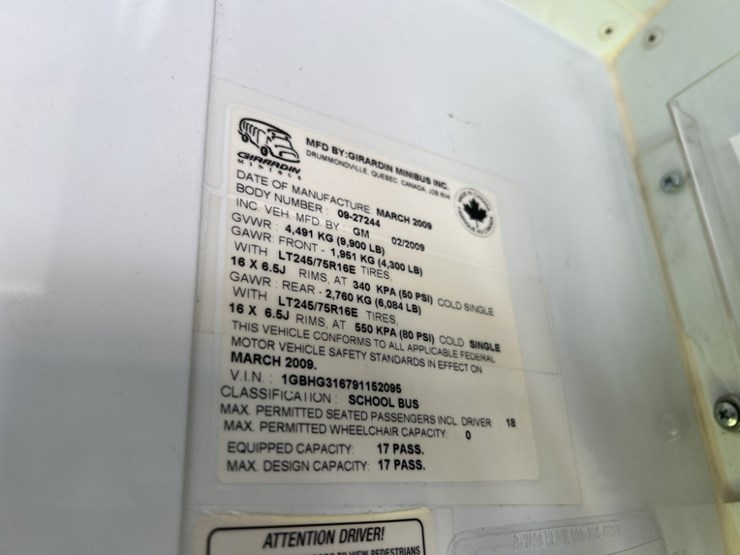 GIRARDIN
MINIBUS
MFD BY:GIRARDIN MINIBUS INC.
DRUMMONDVILLE, QUEBEC, CANADA,
DATE OF MANUFACTURE MARCH 2009
BODY NUMBER : 09-27244
INC. VEH. MFD. BY : GM 02/2009
GVWR : 4,491 KG (9,900 LB)
GAWR: FRONT - 1,951 KG (4,300 LB)
WITH LT245/75R16E TIRES
16 X 6.5J RIMS, AT 340 KPA (50 PSI) COLD SINGLE
GAWR : REAR - 2,760 KG (6,084 LB)
WITH LT245/75R16E TIRES,
16 X 6.5J RIMS, AT 550 KPA (80 PSI) COLD SINGLE
THIS VEHICLE CONFORMS TO ALL APPLICABLE FEDERAL
MOTOR VEHICLE SAFETY STANDARDS IN EFFECT ON
MARCH 2009.
V.I.N. : 1GBHG316791152095
CLASSIFICATION : SCHOOL BUS
MAX. PERMITTED SEATED PASSENGERS INCL. DRIVER 18
MAX. PERMITTED WHEELCHAIR CAPACITY 0
EQUIPPED CAPACITY: 17 PASS.
MAX. DESIGN CAPACITY: 17 PASS.
ATTENTION DRIVER!
TO VIEW PEDESTRIANS